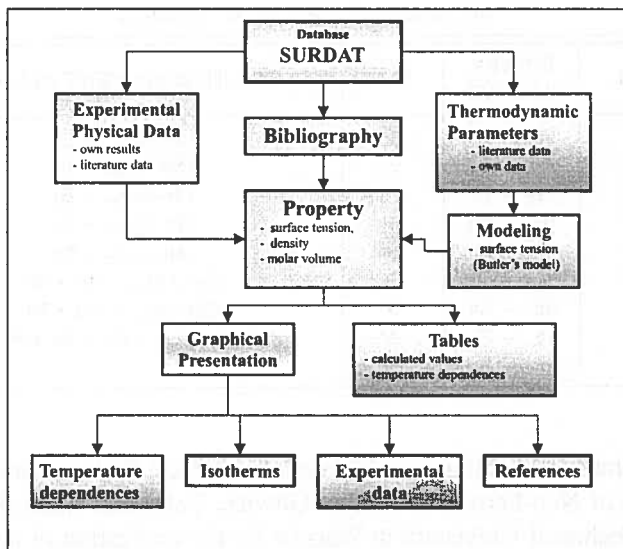 Database
SURDAT
Experimental
Physical Data
- own results
- literature data
Bibliography
Thermodynamic
Parameters
- literature data
- own data
Property
- surface tension,
- density
- molar volume
Modeling
- surface tension
(Butler's model)
Graphical
Presentation
Tables
- calculated values
- temperature dependences
Temperature
dependences
Isotherms
Experimental
data
References